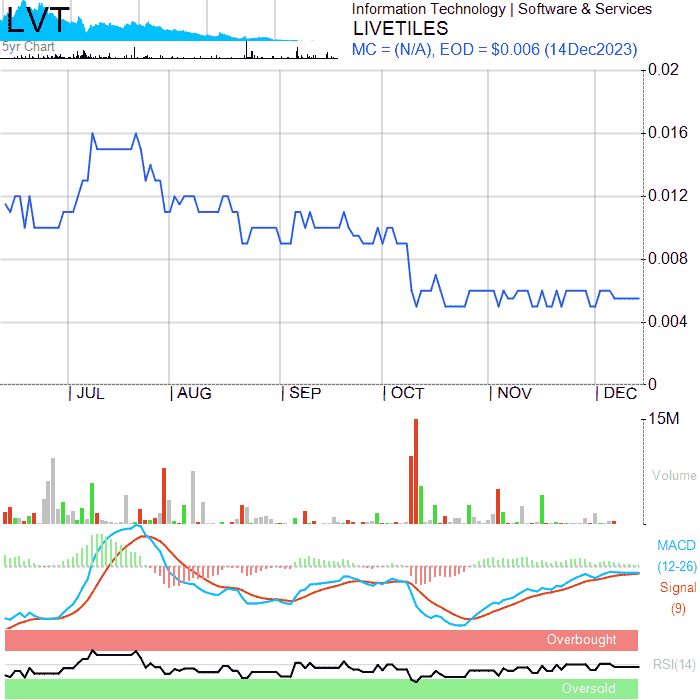 LVT
5yr Chart
Information Technology | Software & Services
LIVETILES
MC = (N/A), EOD = $0.006 (14Dec2023)
0.02
0.016
0.012
0.008
0.004
0
JUL AUG SEP OCT NOV DEC
15M
Volume
MACD
(12-26)
Signal
(9)
Overbought
RSI(14)
Oversold